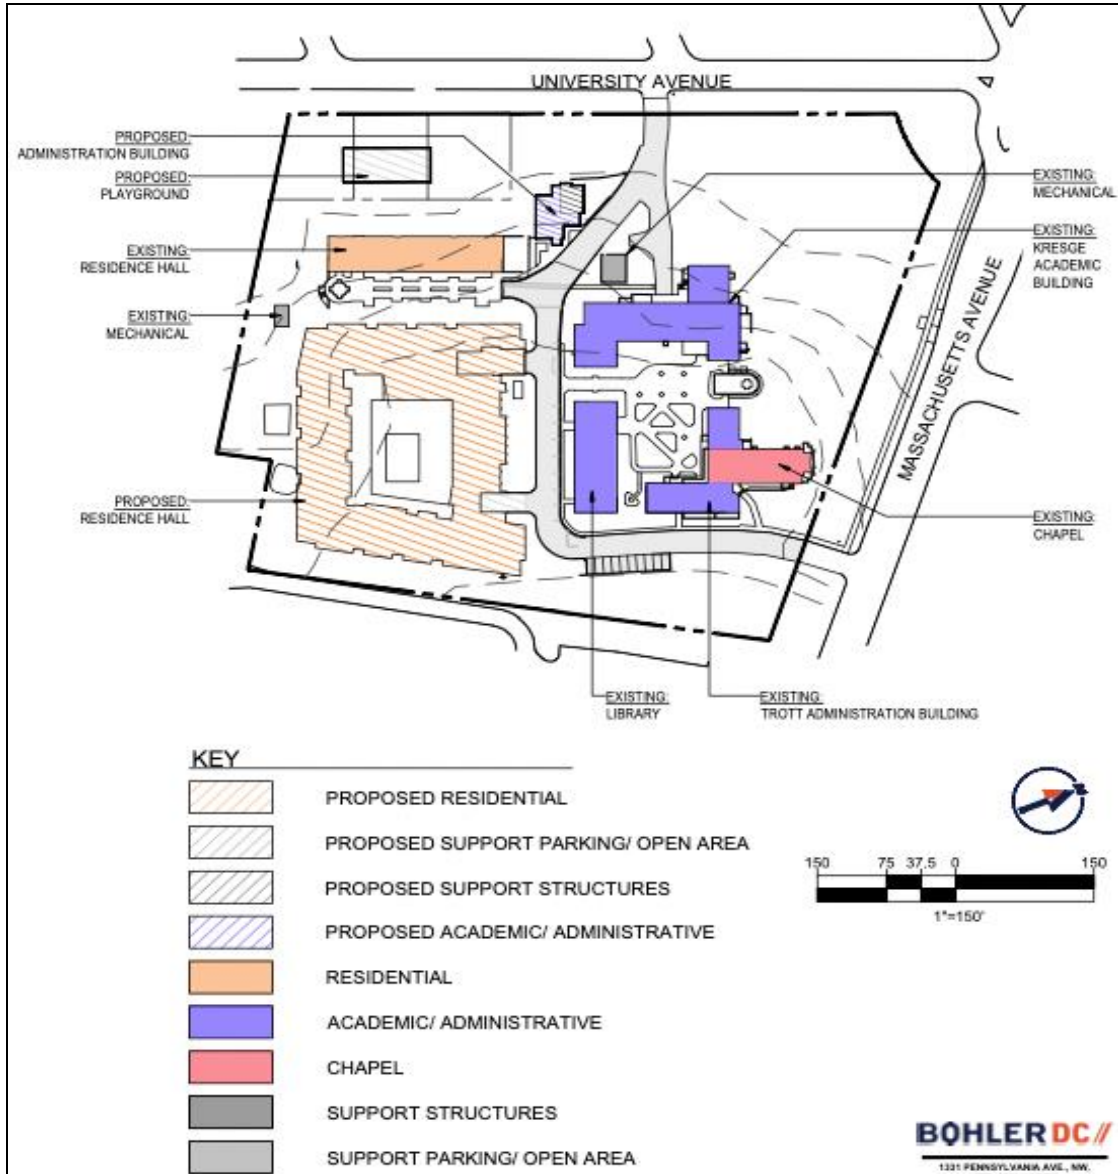 UNIVERSITY AVENUE
PROPOSED:
ADMINISTRATION BUILDING
PROPOSED:
PLAYGROUND
EXISTING:
RESIDENCE HALL
EXISTING:
MECHANICAL
PROPOSED:
RESIDENCE HALL
EXISTING:
MECHANICAL
EXISTING:
KRESGE
ACADEMIC
BUILDING
MASSACHUSETTS AVENUE
EXISTING:
CHAPEL
EXISTING:
LIBRARY
EXISTING:
TROTT ADMINISTRATION BUILDING
KEY
PROPOSED RESIDENTIAL
PROPOSED SUPPORT PARKING/ OPEN AREA
PROPOSED SUPPORT STRUCTURES
PROPOSED ACADEMIC/ ADMINISTRATIVE
RESIDENTIAL
ACADEMIC/ ADMINISTRATIVE
CHAPEL
SUPPORT STRUCTURES
SUPPORT PARKING/ OPEN AREA
N
150 75 37.5 0 150
1"=150'
BOHLER DC//
1331 PENNSYLVANIA AVE., NW,